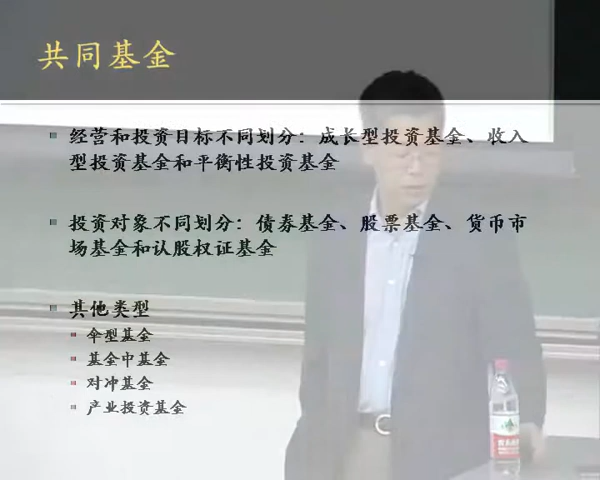 共同基金
经营和投资目标不同划分：成长型投资基金、收入
型投资基金和平衡性投资基金
投资对象不同划分：债券基金、股票基金、货币市
场基金和认股权证基金
其他类型
伞型基金
基金中基金
对冲基金
产业投资基金